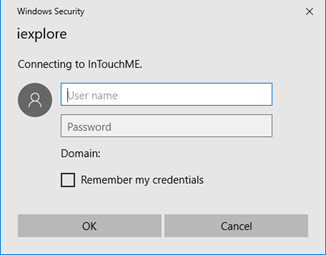 Windows Security
iexplore
Connecting to InTouchME.
User name
Password
Domain:
Remember my credentials
OK
Cancel